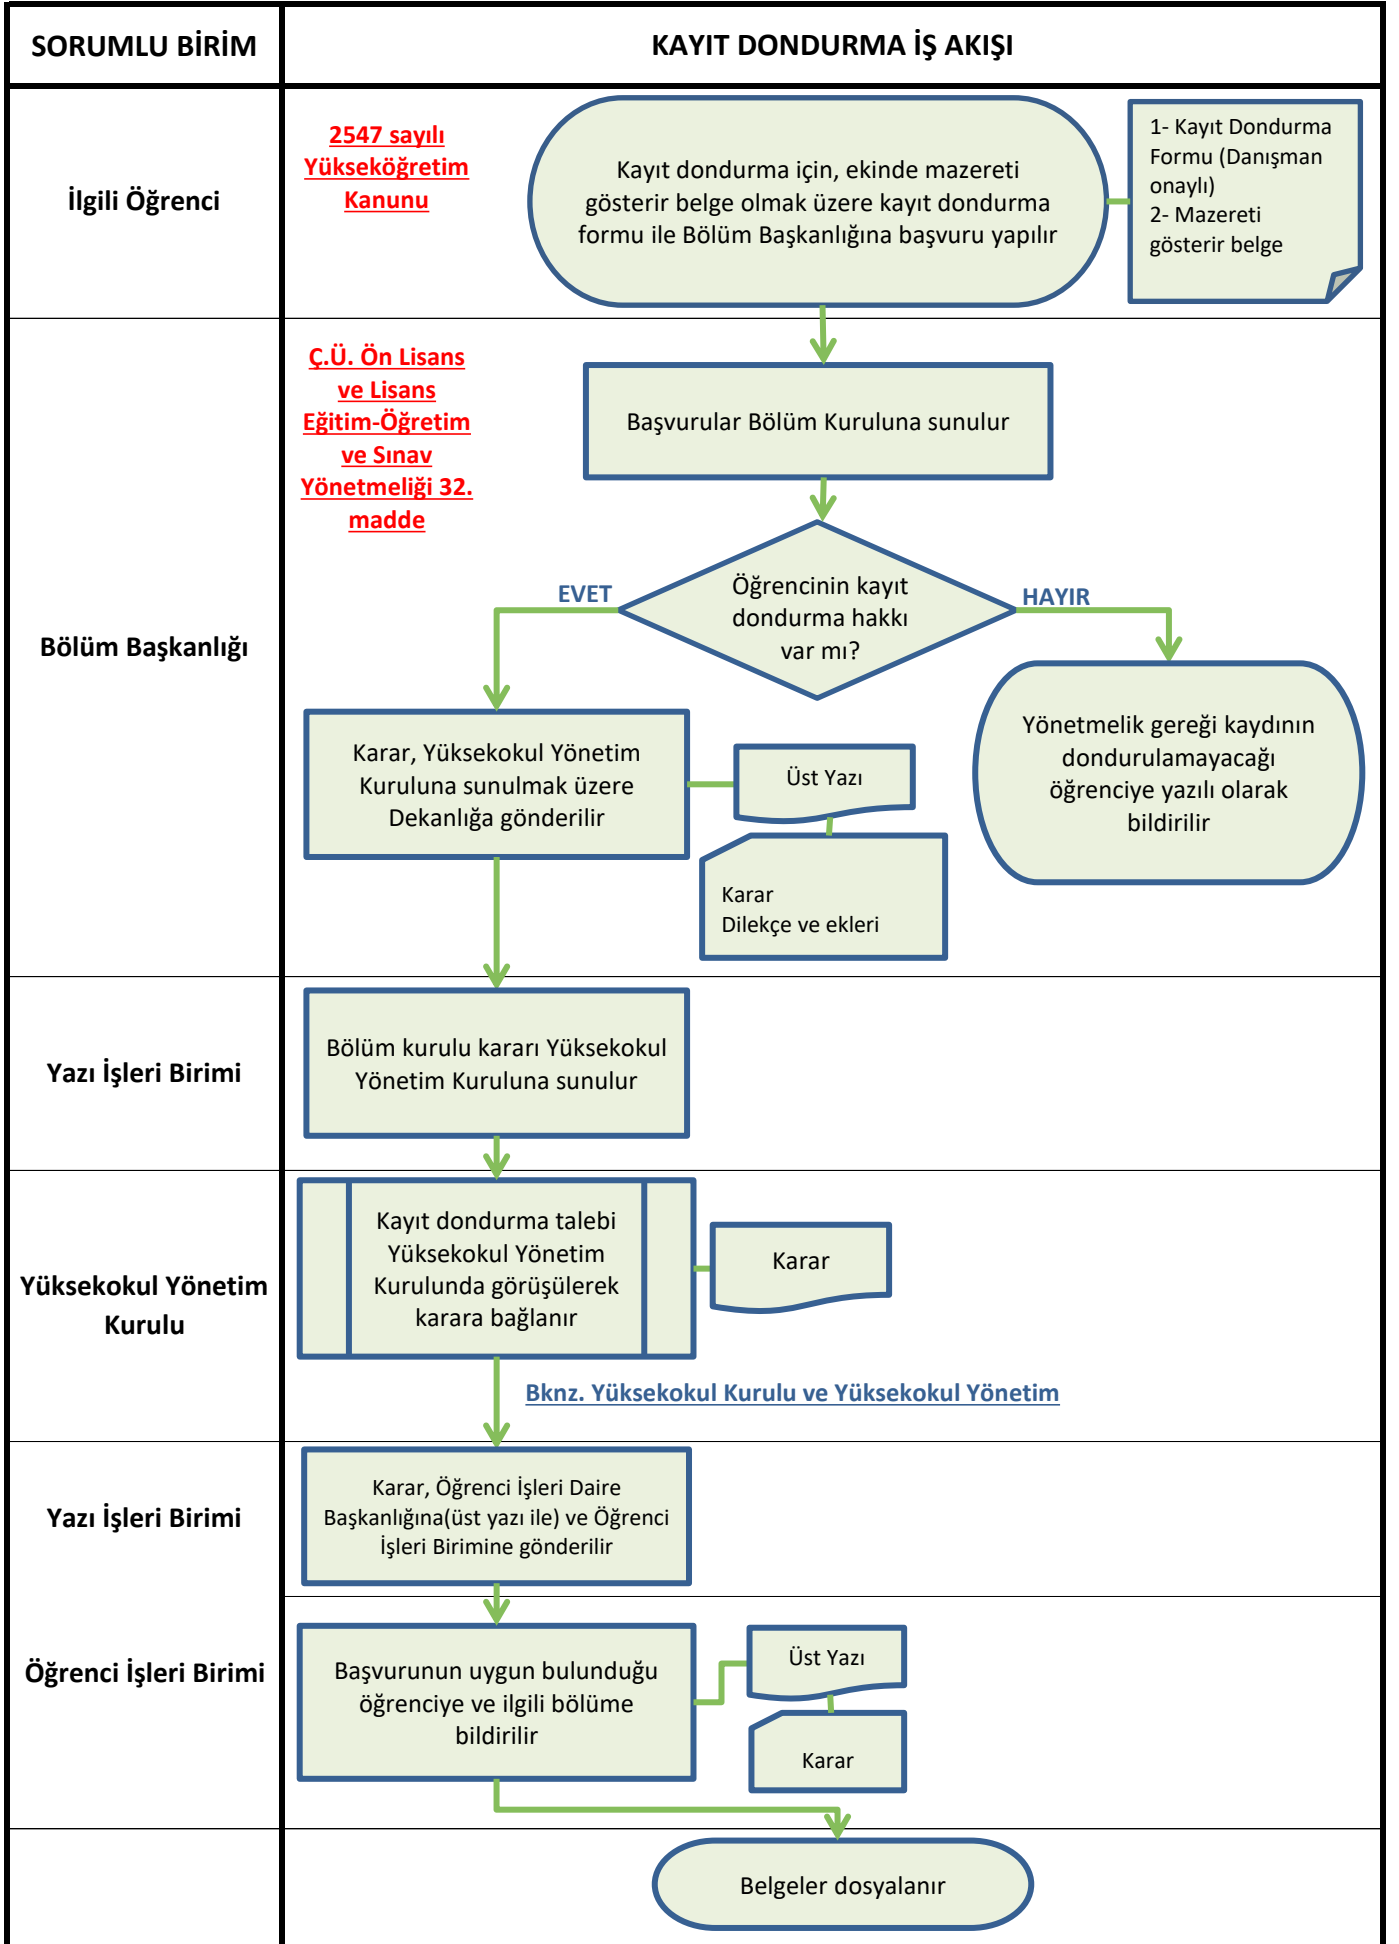 SORUMLU BİRİM
KAYIT DONDURMA İŞ AKIŞI
İlgili Öğrenci
2547 sayılı
Yükseköğretim
Kanunu
Kayıt dondurma için, ekinde mazereti
gösterir belge olmak üzere kayıt dondurma
formu ile Bölüm Başkanlığına başvuru yapılır
1- Kayıt Dondurma
Formu (Danışman
onaylı)
2- Mazereti
gösterir belge
Bölüm Başkanlığı
Ç.Ü. Ön Lisans
ve Lisans
Eğitim-Öğretim
ve Sınav
Yönetmeliği 32.
madde
Başvurular Bölüm Kuruluna sunulur
Öğrencinin kayıt
dondurma hakkı
var mı?
EVET
HAYIR
Karar, Yüksekokul Yönetim
Kuruluna sunulmak üzere
Dekanlığa gönderilir
Üst Yazı
Karar
Dilekçe ve ekleri
Yönetmelik gereği kaydının
dondurulamayacağı
öğrenciye yazılı olarak
bildirilir
Yazı İşleri Birimi
Bölüm kurulu kararı Yüksekokul
Yönetim Kuruluna sunulur
Yüksekokul Yönetim
Kurulu
Kayıt dondurma talebi
Yüksekokul Yönetim
Kurulunda görüşülerek
karara bağlanır
Karar
Bknz. Yüksekokul Kurulu ve Yüksekokul Yönetim
Yazı İşleri Birimi
Karar, Öğrenci İşleri Daire
Başkanlığına(üst yazı ile) ve Öğrenci
İşleri Birimine gönderilir
Öğrenci İşleri Birimi
Başvurunun uygun bulunduğu
öğrenciye ve ilgili bölüme
bildirilir
Üst Yazı
Karar
Belgeler dosyalanır